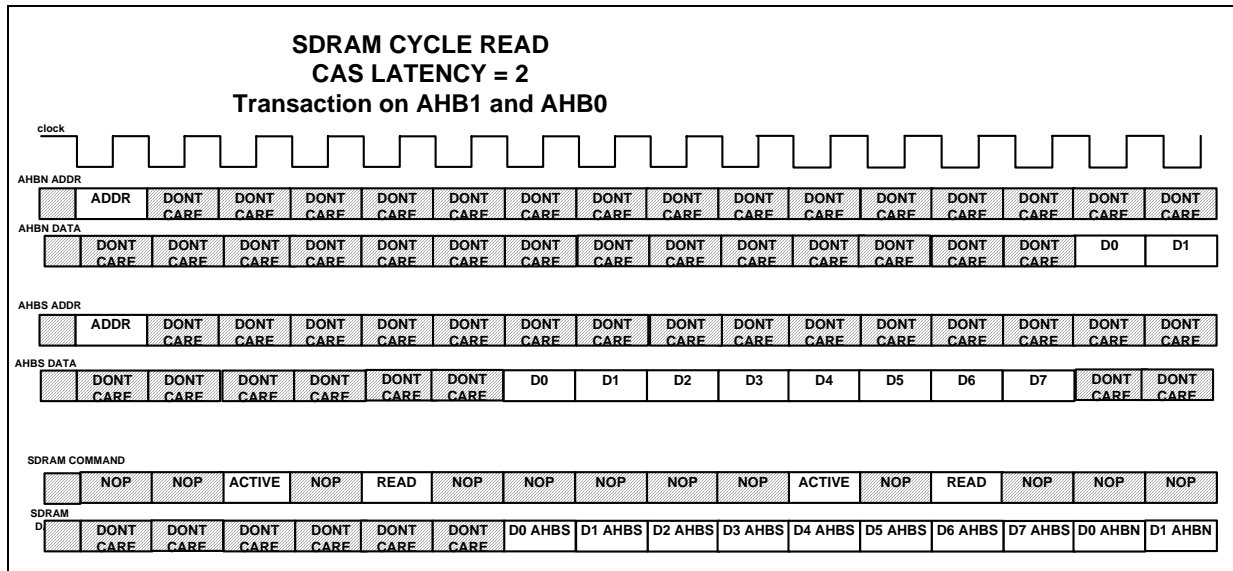 SDRAM CYCLE READ
CAS LATENCY = 2
Transaction on AHB1 and AHB0
clock
AHBN ADDR
ADDR DONT DONT DONT DONT DONT DONT DONT DONT DONT DONT DONT DONT DONT DONT DONT
CARE CARE CARE CARE CARE CARE CARE CARE CARE CARE CARE CARE CARE CARE CARE
AHBN DATA
DONT DONT DONT DONT DONT DONT DONT DONT DONT DONT DONT DONT DONT DONT D0 D1
CARE CARE CARE CARE CARE CARE CARE CARE CARE CARE CARE CARE CARE CARE
AHBS ADDR
ADDR DONT DONT DONT DONT DONT DONT DONT DONT DONT DONT DONT DONT DONT DONT DONT
CARE CARE CARE CARE CARE CARE CARE CARE CARE CARE CARE CARE CARE CARE CARE
AHBS DATA
DONT DONT DONT DONT DONT DONT D0 D1 D2 D3 D4 D5 D6 D7 DONT DONT
CARE CARE CARE CARE CARE CARE CARE CARE
SDRAM COMMAND
NOP NOP ACTIVE NOP READ NOP NOP NOP NOP NOP ACTIVE NOP READ NOP NOP NOP
SDRAM
DONT DONT DONT DONT DONT DONT D0 AHBS D1 AHBS D2 AHBS D3 AHBS D4 AHBS D5 AHBS D6 AHBS D7 AHBS D0 AHBN D1 AHBN
CARE CARE CARE CARE CARE CARE